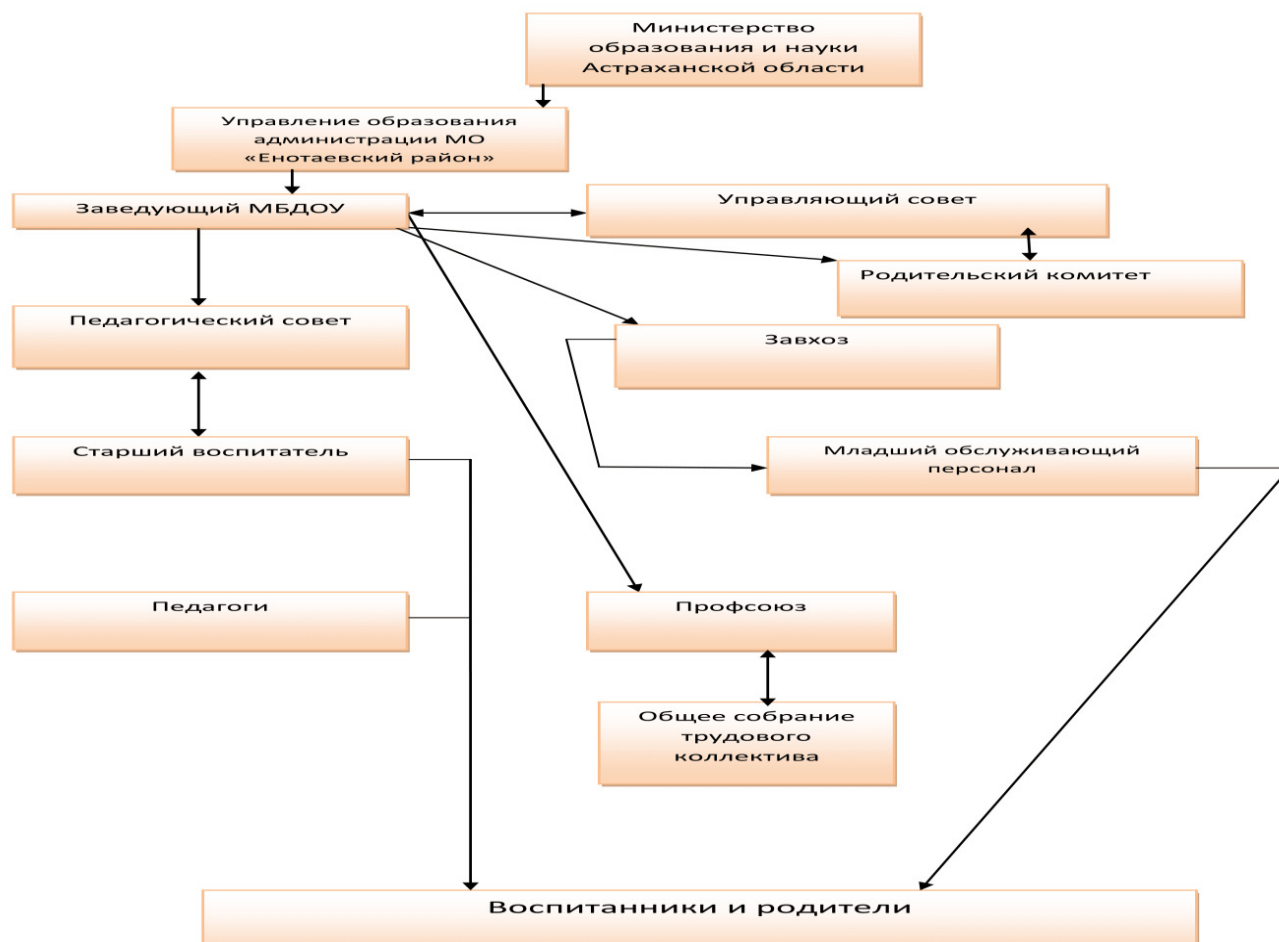 Министерство
образования и науки
Астраханской области
Управление образования
администрации МО
«Енотаевский район»
Заведующий МБДОУ
Управляющий совет
Родительский комитет
Педагогический совет
Завхоз
Старший воспитатель
Младший обслуживающий
персонал
Педагоги
Профсоюз
Общее собрание
трудового
коллектива
Воспитанники и родители